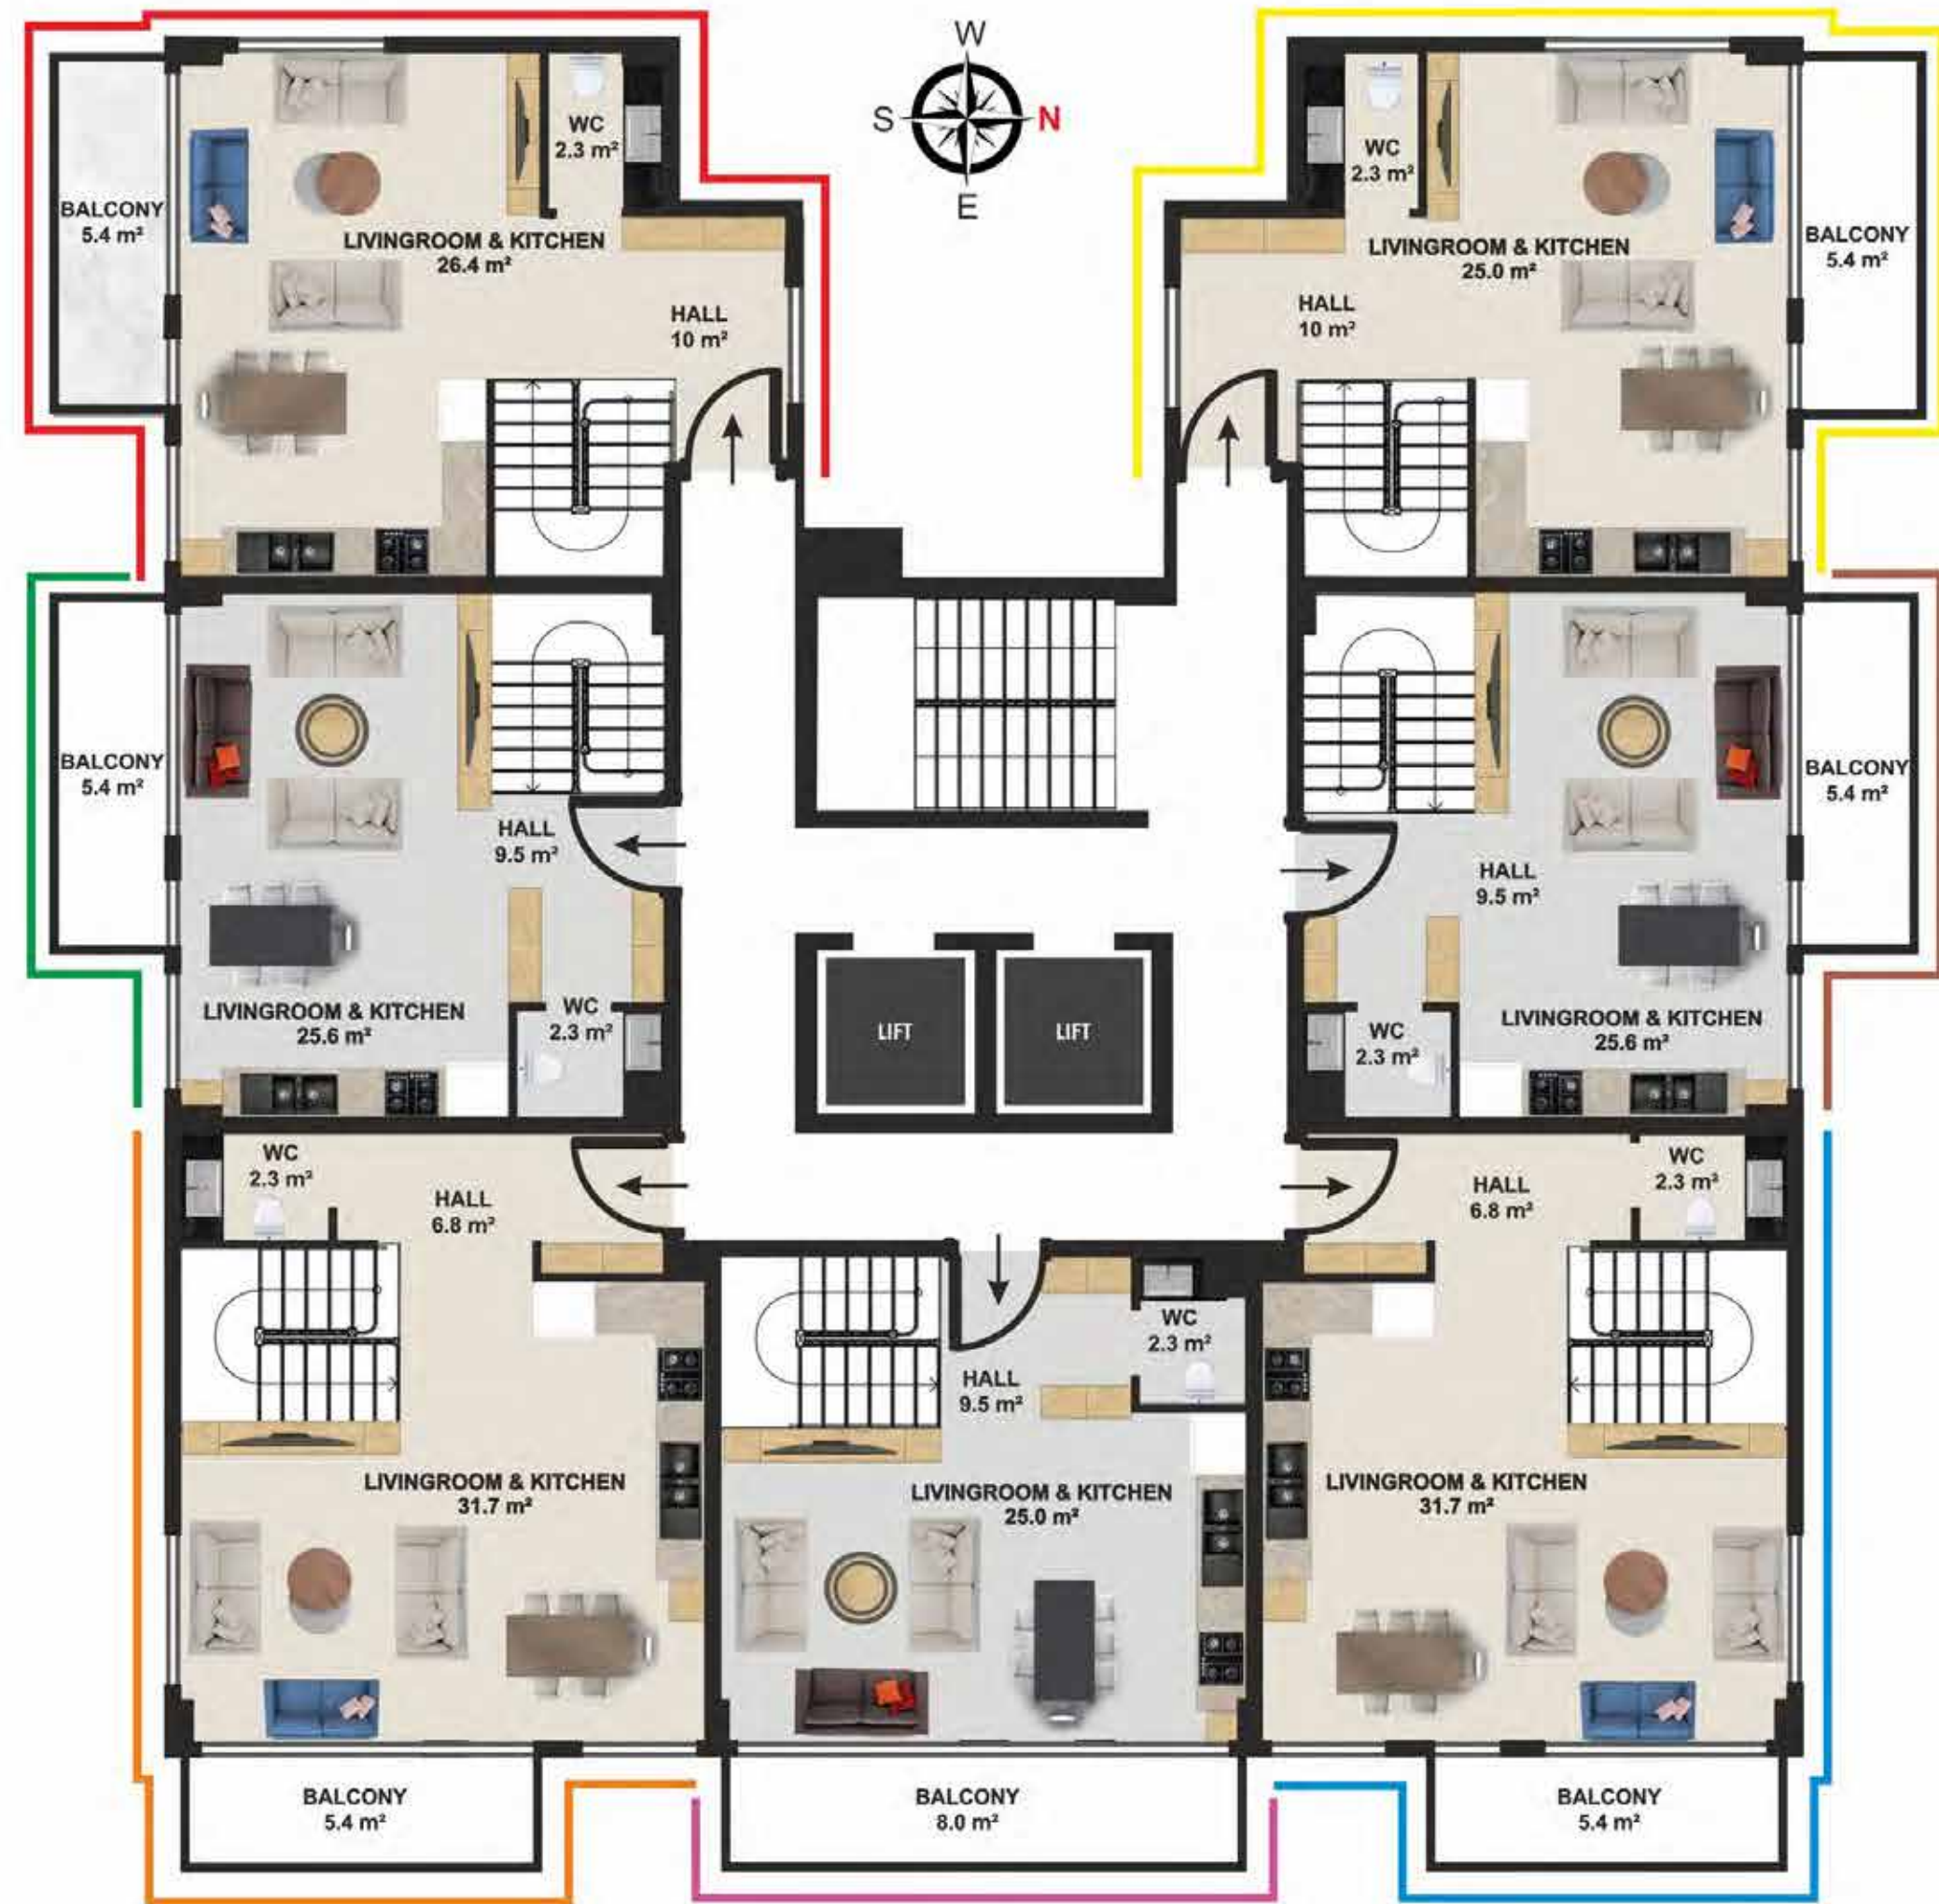 W
S
N
E
WC
2.3 m²
BALCONY
5.4 m²
LIVINGROOM & KITCHEN
26.4 m²
HALL
10 m²
WC
2.3 m²
LIVINGROOM & KITCHEN
25.0 m²
BALCONY
5.4 m²
HALL
10 m²
BALCONY
5.4 m²
HALL
9.5 m²
LIVINGROOM & KITCHEN
25.6 m²
WC
2.3 m²
LIFT
LIFT
BALCONY
5.4 m²
HALL
9.5 m²
WC
2.3 m²
LIVINGROOM & KITCHEN
25.6 m²
WC
2.3 m²
HALL
6.8 m²
LIVINGROOM & KITCHEN
31.7 m²
WC
2.3 m²
HALL
9.5 m²
LIVINGROOM & KITCHEN
25.0 m²
HALL
6.8 m²
WC
2.3 m²
LIVINGROOM & KITCHEN
31.7 m²
BALCONY
5.4 m²
BALCONY
8.0 m²
BALCONY
5.4 m²